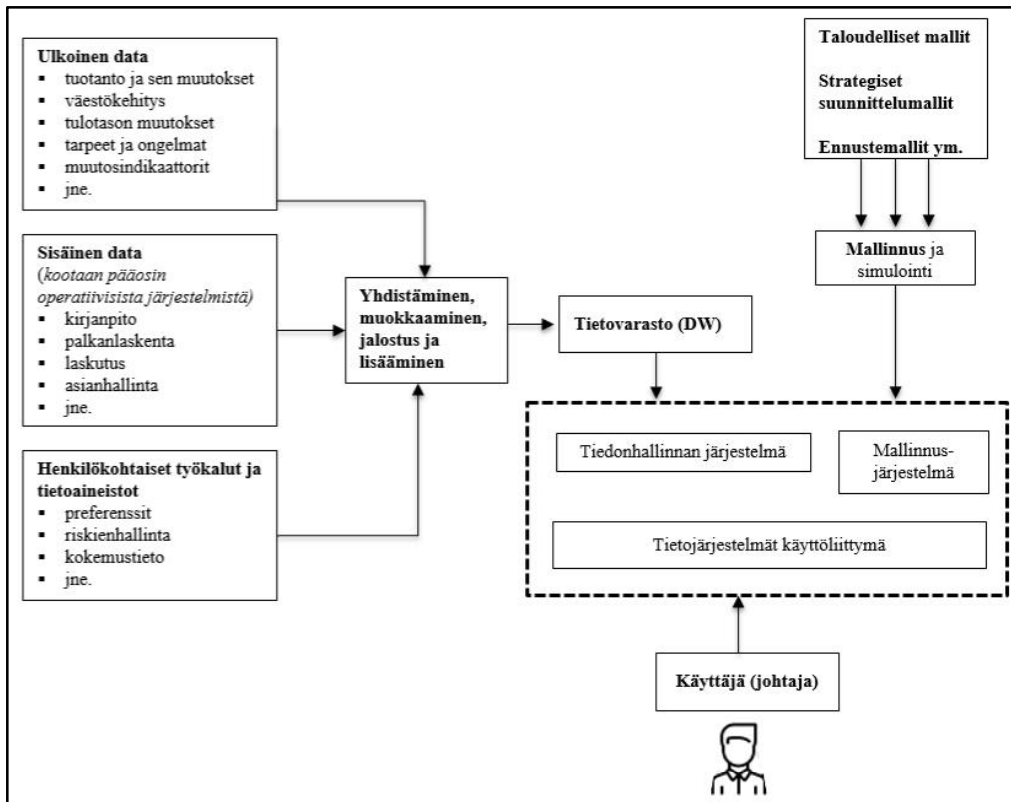 Ulkoinen data
▪ tuotanto ja sen muutokset
▪ väestökehitys
▪ tulotason muutokset
▪ tarpeet ja ongelmat
▪ muutosindikaattorit
▪ jne.
Sisäinen data
(kootaan pääosin
operatiivisista järjestelmistä)
▪ kirjanpito
▪ palkanlaskenta
▪ laskutus
▪ asianhallinta
▪ jne.
Henkilökohtaiset työkalut ja
tietoaineistot
▪ preferenssit
▪ riskienhallinta
▪ kokemustieto
▪ jne.
Yhdistäminen,
muokkaaminen,
jalostus ja
lisääminen
Tietovarasto (DW)
Taloudelliset mallit
Strategiset
suunnittelumallit
Ennustemallit ym.
Mallinnus ja
simulointi
Tiedonhallinnan järjestelmä
Mallinnus-
järjestelmä
Tietojärjestelmät käyttöliittymä
Käyttäjä (johtaja)